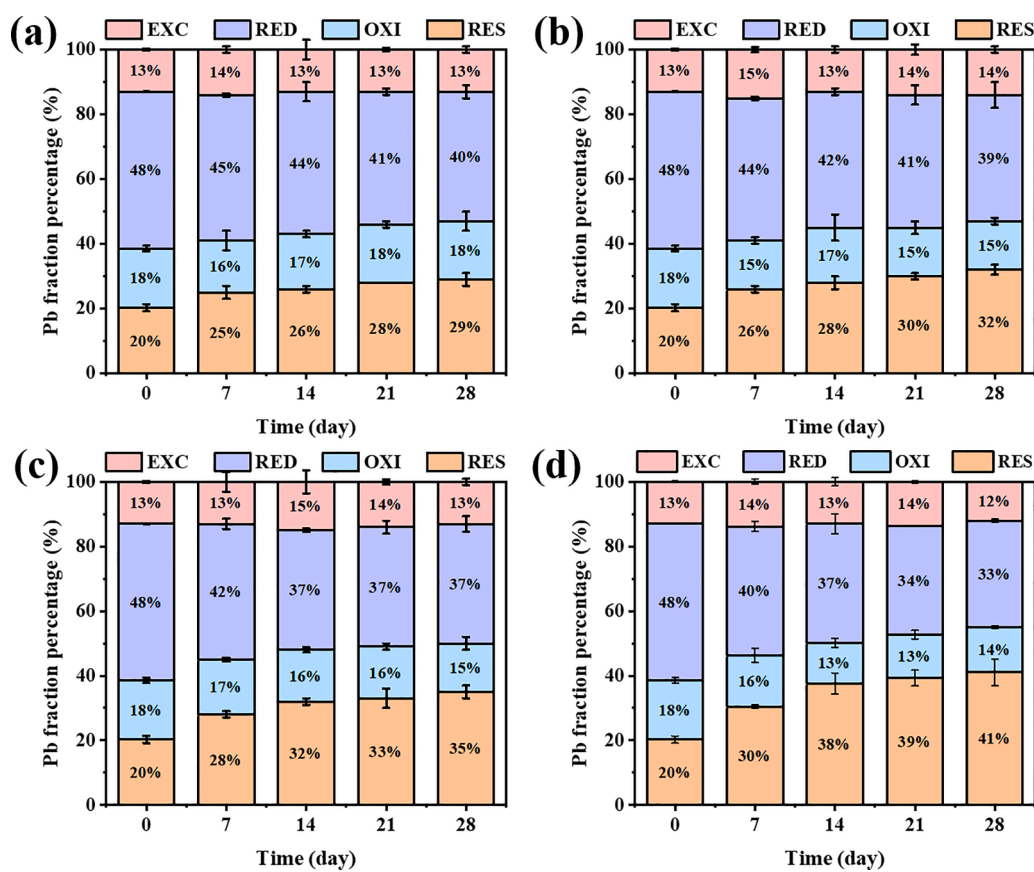 (a) EXC RED OXI RES
Pb fraction percentage (%)
100
80
60
40
20
0
13% 14% 13% 13% 13%
48% 45% 44% 41% 40%
18% 16% 17% 18% 18%
20% 25% 26% 28% 29%
0 7 14 21 28
Time (day)
(b) EXC RED OXI RES
Pb fraction percentage (%)
100
80
60
40
20
0
13% 15% 13% 14% 14%
48% 44% 42% 41% 39%
18% 15% 17% 15% 15%
20% 26% 28% 30% 32%
0 7 14 21 28
Time (day)
(c) EXC RED OXI RES
Pb fraction percentage (%)
100
80
60
40
20
0
13% 13% 15% 14% 13%
48% 42% 37% 37% 37%
18% 17% 16% 16% 15%
20% 28% 32% 33% 35%
0 7 14 21 28
Time (day)
(d) EXC RED OXI RES
Pb fraction percentage (%)
100
80
60
40
20
0
13% 14% 13% 14% 12%
48% 40% 37% 34% 33%
18% 16% 13% 13% 14%
20% 30% 38% 39% 41%
0 7 14 21 28
Time (day)